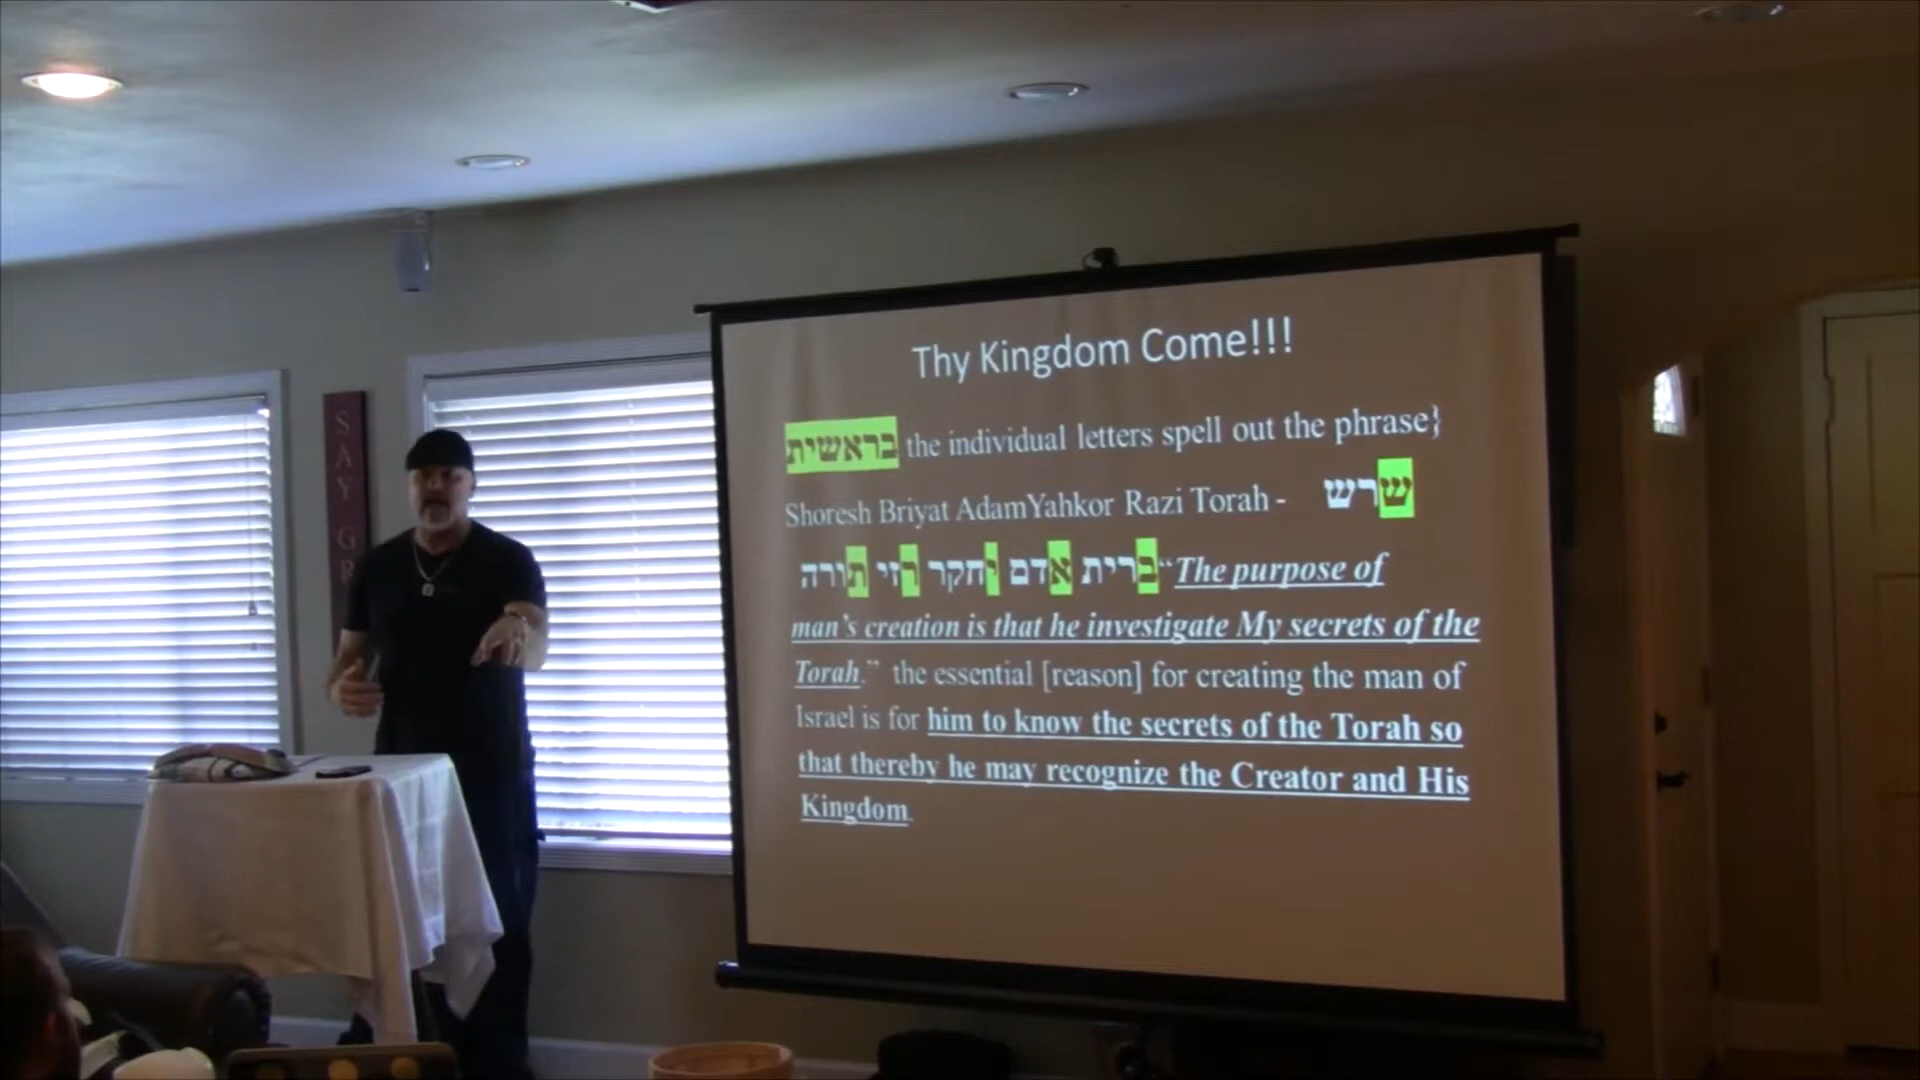 SAY GR
Thy Kingdom Come!!!
בראשית the individual letters spell out the phrase}
Shoresh Briyat AdamYahkor Razi Torah - שרש
ברית אדם יחקר רזי תורה “The purpose of
man’s creation is that he investigate My secrets of the
Torah.” the essential [reason] for creating the man of
Israel is for him to know the secrets of the Torah so
that thereby he may recognize the Creator and His
Kingdom.